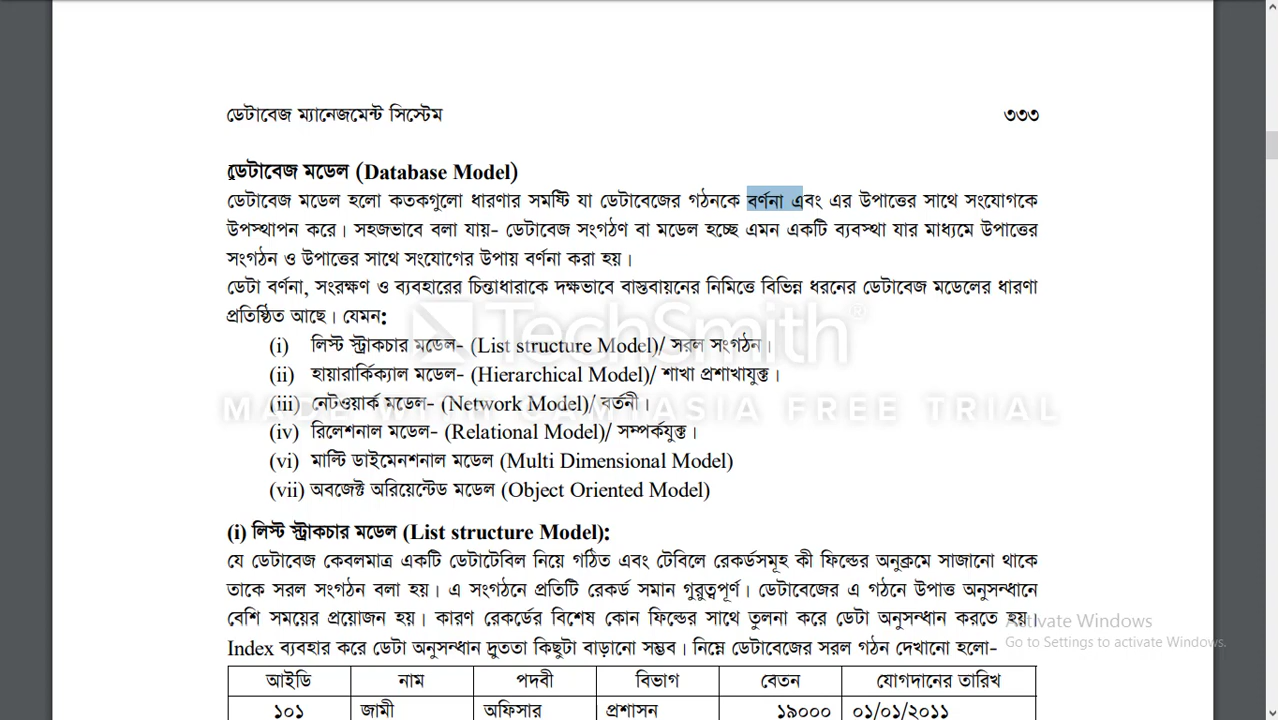 ডেটাবেজ ম্যানেজমেন্ট সিস্টেম ৩৩৩
ডেটাবেজ মডেল (Database Model)
ডেটাবেজ মডেল হলো কতকগুলো ধারণার সমষ্টি যা ডেটাবেজের গঠনকে বর্ণনা এবং এর উপাত্তের সাথে সংযোগকে
উপস্থাপন করে। সহজভাবে বলা যায়- ডেটাবেজ সংগঠণ বা মডেল হচ্ছে এমন একটি ব্যবস্থা যার মাধ্যমে উপাত্তের
সংগঠন ও উপাত্তের সাথে সংযোগের উপায় বর্ণনা করা হয়।
ডেটা বর্ণনা, সংরক্ষণ ও ব্যবহারের চিন্তাধারাকে দক্ষভাবে বাস্তবায়নের নিমিত্তে বিভিন্ন ধরনের ডেটাবেজ মডেলের ধারণা
প্রতিষ্ঠিত আছে। যেমন:
TechSmith®
(i) লিস্ট স্ট্রাকচার মডেল- (List structure Model)/ সরল সংগঠন।
(ii) হায়ারার্কিক্যাল মডেল- (Hierarchical Model)/ শাখা প্রশাখাযুক্ত।
(iii) নেটওয়ার্ক মডেল- (Network Model)/ বর্তনী।
MADE WITH CAMTASIA FREE TRIAL
(iv) রিলেশনাল মডেল- (Relational Model)/ সম্পর্কযুক্ত।
(vi) মাল্টি ডাইমেনশনাল মডেল (Multi Dimensional Model)
(vii) অবজেক্ট অরিয়েন্টেড মডেল (Object Oriented Model)
(i) লিস্ট স্ট্রাকচার মডেল (List structure Model):
যে ডেটাবেজ কেবলমাত্র একটি ডেটাটেবিল নিয়ে গঠিত এবং টেবিলে রেকর্ডসমূহ কী ফিল্ডের অনুক্রমে সাজানো থাকে
তাকে সরল সংগঠন বলা হয়। এ সংগঠনে প্রতিটি রেকর্ড সমান গুরুত্বপূর্ণ। ডেটাবেজের এ গঠনে উপাত্ত অনুসন্ধানে
বেশি সময়ের প্রয়োজন হয়। কারণ রেকর্ডের বিশেষ কোন ফিল্ডের সাথে তুলনা করে ডেটা অনুসন্ধান করতে হয়।
Activate Windows
Go to Settings to activate Windows.
Index ব্যবহার করে ডেটা অনুসন্ধান দ্রুততা কিছুটা বাড়ানো সম্ভব। নিম্নে ডেটাবেজের সরল গঠন দেখানো হলো-
আইডি নাম পদবী বিভাগ বেতন যোগদানের তারিখ
১০১ জামী অফিসার প্রশাসন ১৯০০০ ০১/০১/২০১১